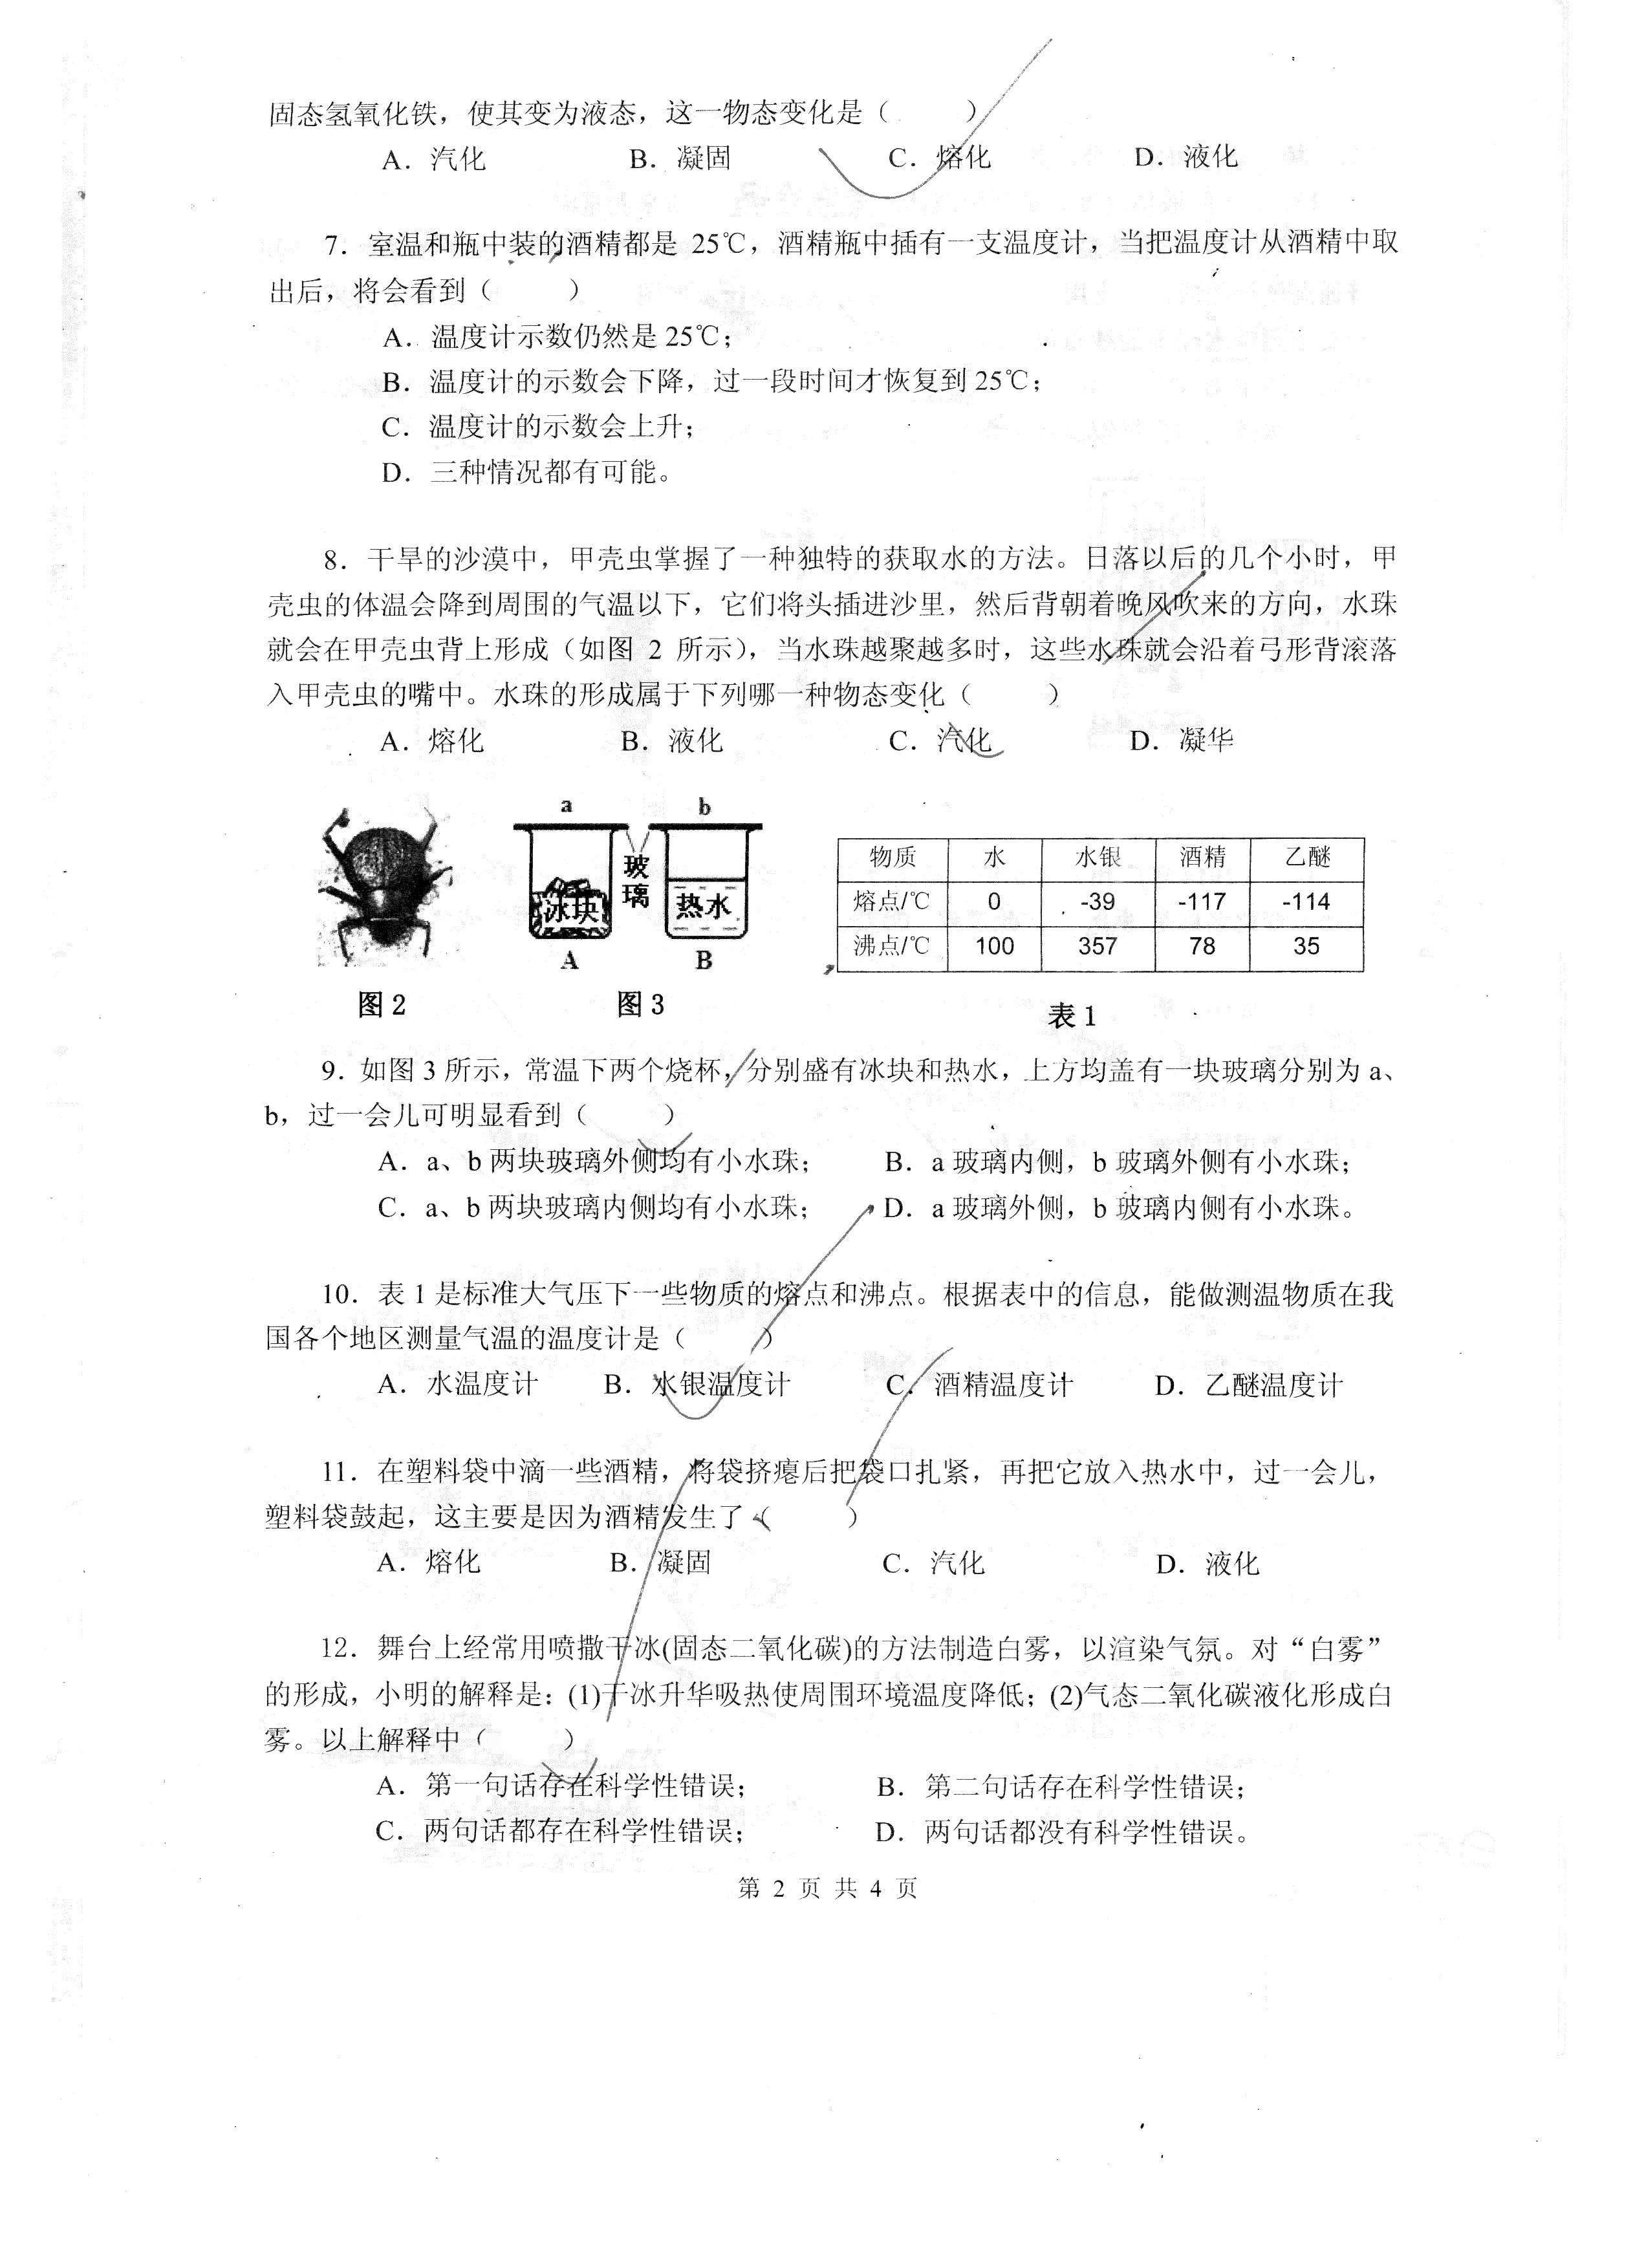 固态氢氧化铁，使其变为液态，这一物态变化是（　　）
A．汽化　B．凝固　C．熔化　D．液化
7．室温和瓶中装的酒精都是 25℃，酒精瓶中插有一支温度计，当把温度计从酒精中取
出后，将会看到（　　）
A．温度计示数仍然是 25℃；
B．温度计的示数会下降，过一段时间才恢复到 25℃；
C．温度计的示数会上升；
D．三种情况都有可能。
8．干旱的沙漠中，甲壳虫掌握了一种独特的获取水的方法。日落以后的几个小时，甲
壳虫的体温会降到周围的气温以下，它们将头插进沙里，然后背朝着晚风吹来的方向，水珠
就会在甲壳虫背上形成（如图 2 所示），当水珠越聚越多时，这些水珠就会沿着弓形背滚落
入甲壳虫的嘴中。水珠的形成属于下列哪一种物态变化（　　）
A．熔化　B．液化　C．汽化　D．凝华
a　b
玻璃
冰块　热水
A　B
图 2　图 3
物质　水　水银　酒精　乙醚
熔点/℃　0　-39　-117　-114
沸点/℃　100　357　78　35
表 1
9．如图 3 所示，常温下两个烧杯，分别盛有冰块和热水，上方均盖有一块玻璃分别为 a、
b，过一会儿可明显看到（　　）
A．a、b 两块玻璃外侧均有小水珠；　B．a 玻璃内侧，b 玻璃外侧有小水珠；
C．a、b 两块玻璃内侧均有小水珠；　D．a 玻璃外侧，b 玻璃内侧有小水珠。
10．表 1 是标准大气压下一些物质的熔点和沸点。根据表中的信息，能做测温物质在我
国各个地区测量气温的温度计是（　　）
A．水温度计　B．水银温度计　C．酒精温度计　D．乙醚温度计
11．在塑料袋中滴一些酒精，将袋挤瘪后把袋口扎紧，再把它放入热水中，过一会儿，
塑料袋鼓起，这主要是因为酒精发生了（　　）
A．熔化　B．凝固　C．汽化　D．液化
12．舞台上经常用喷撒干冰(固态二氧化碳)的方法制造白雾，以渲染气氛。对“白雾”
的形成，小明的解释是：(1)干冰升华吸热使周围环境温度降低；(2)气态二氧化碳液化形成白
雾。以上解释中（　　）
A．第一句话存在科学性错误；　B．第二句话存在科学性错误；
C．两句话都存在科学性错误；　D．两句话都没有科学性错误。
第 2 页 共 4 页